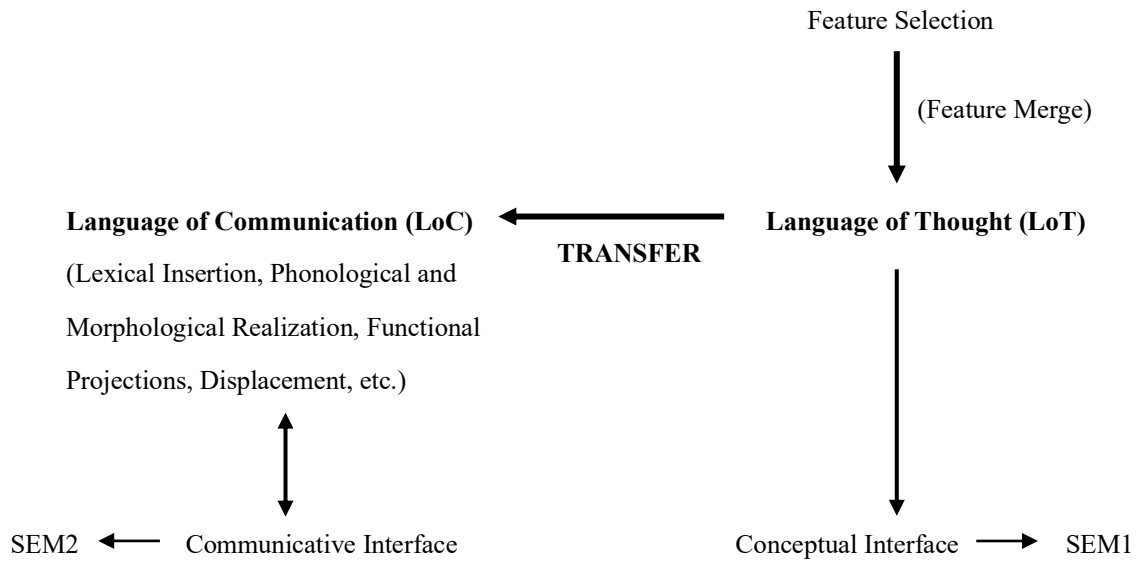 Feature Selection
(Feature Merge)
Language of Communication (LoC)
Language of Thought (LoT)
TRANSFER
(Lexical Insertion, Phonological and
Morphological Realization, Functional
Projections, Displacement, etc.)
SEM2
Communicative Interface
Conceptual Interface
SEM1